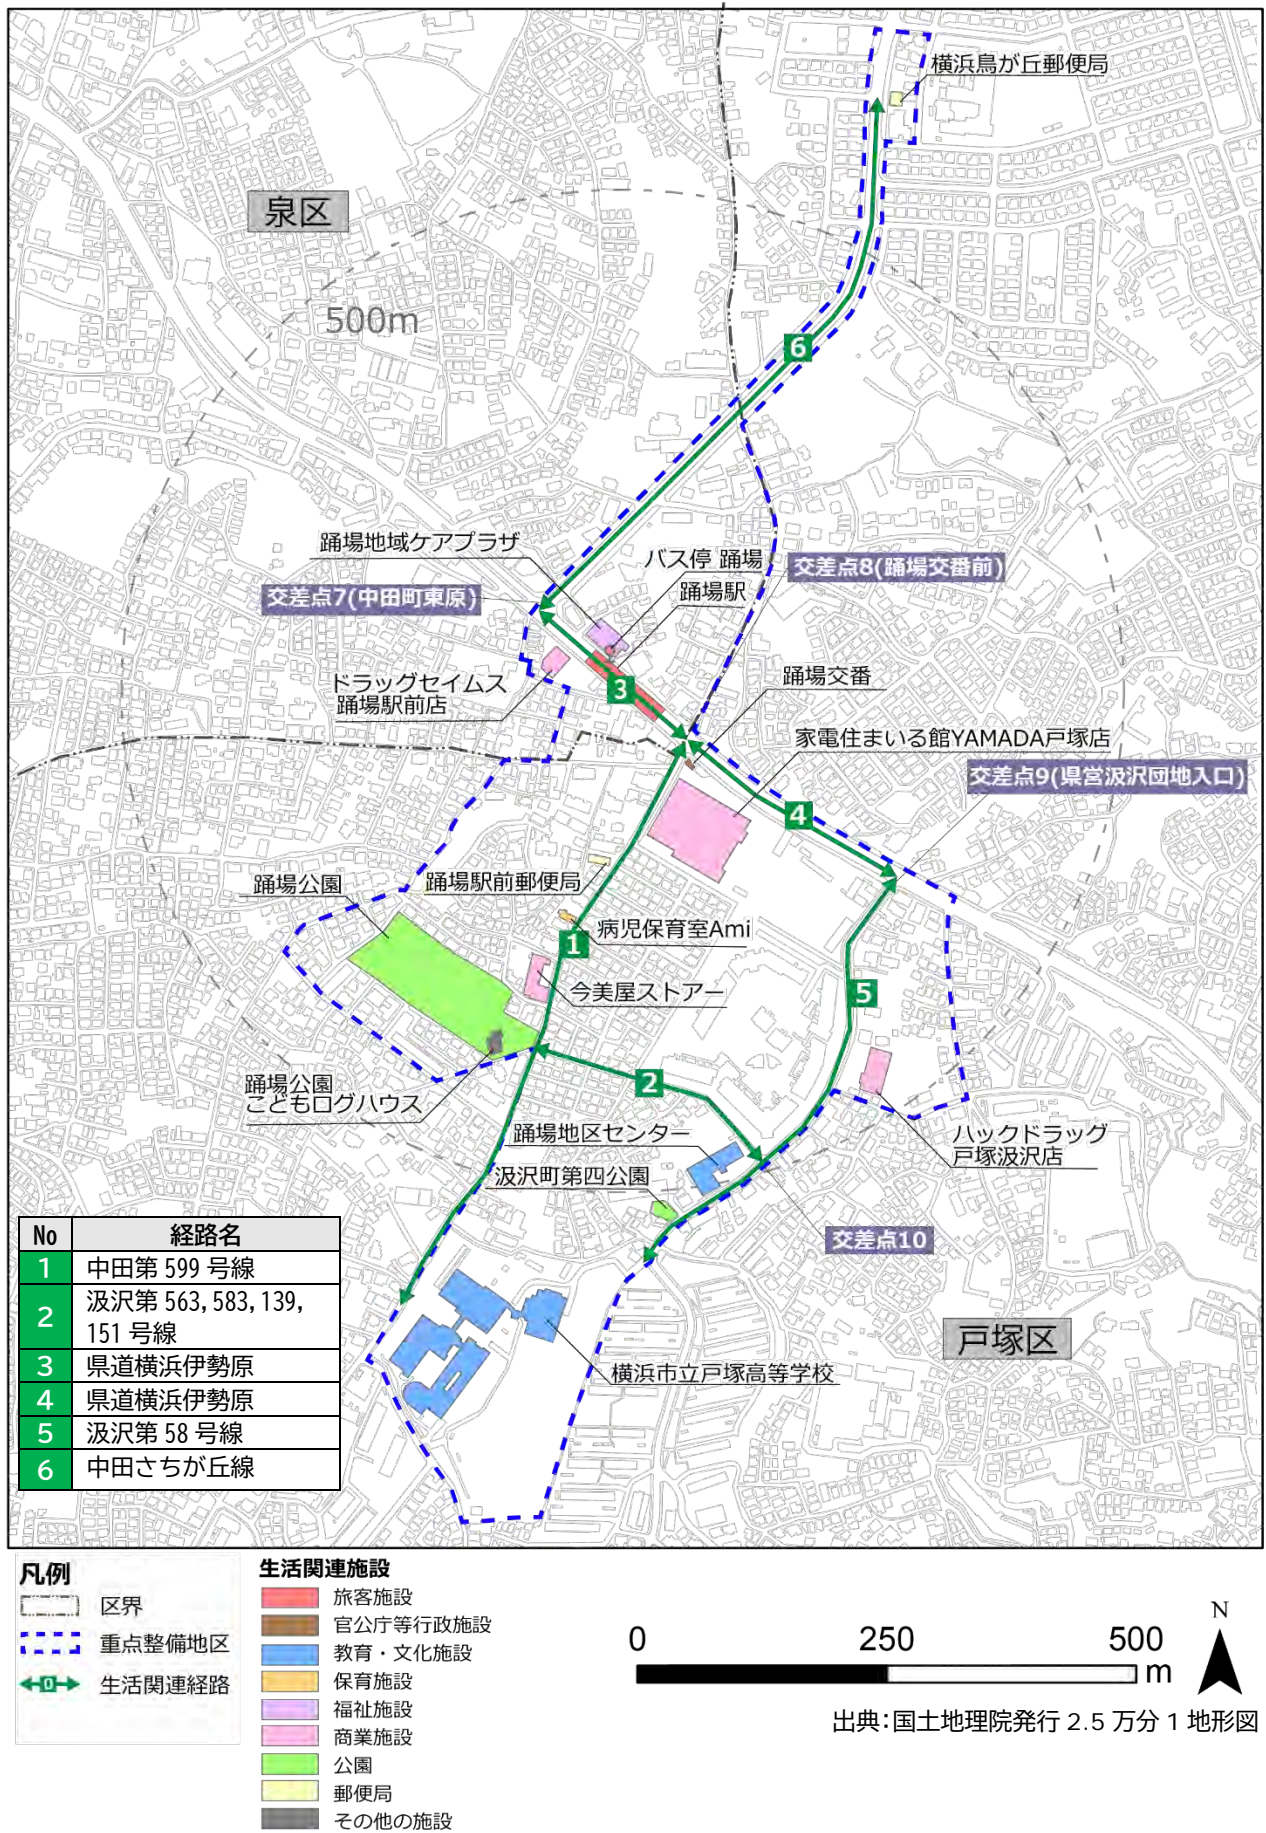 横浜鳥が丘郵便局
泉区
500m
6
踊場地域ケアプラザ
バス停 踊場
交差点8(踊場交番前)
交差点7(中田町東原)
踊場駅
踊場交番
ドラッグセイムス
踊場駅前店
3
家電住まいる館YAMADA戸塚店
交差点9(県営汲沢団地入口)
4
踊場駅前郵便局
踊場公園
病児保育室Ami
1
今美屋ストアー
5
踊場公園
こどもログハウス
2
踊場地区センター
ハックドラッグ
戸塚汲沢店
汲沢町第四公園
交差点10
戸塚区
横浜市立戸塚高等学校
No 経路名
1 中田第 599 号線
2 汲沢第 563, 583, 139,
151 号線
3 県道横浜伊勢原
4 県道横浜伊勢原
5 汲沢第 58 号線
6 中田さちが丘線
凡例
区界
重点整備地区
0 生活関連経路
生活関連施設
旅客施設
官公庁等行政施設
教育・文化施設
保育施設
福祉施設
商業施設
公園
郵便局
その他の施設
0 250 500
m
N
出典：国土地理院発行 2.5 万分 1 地形図